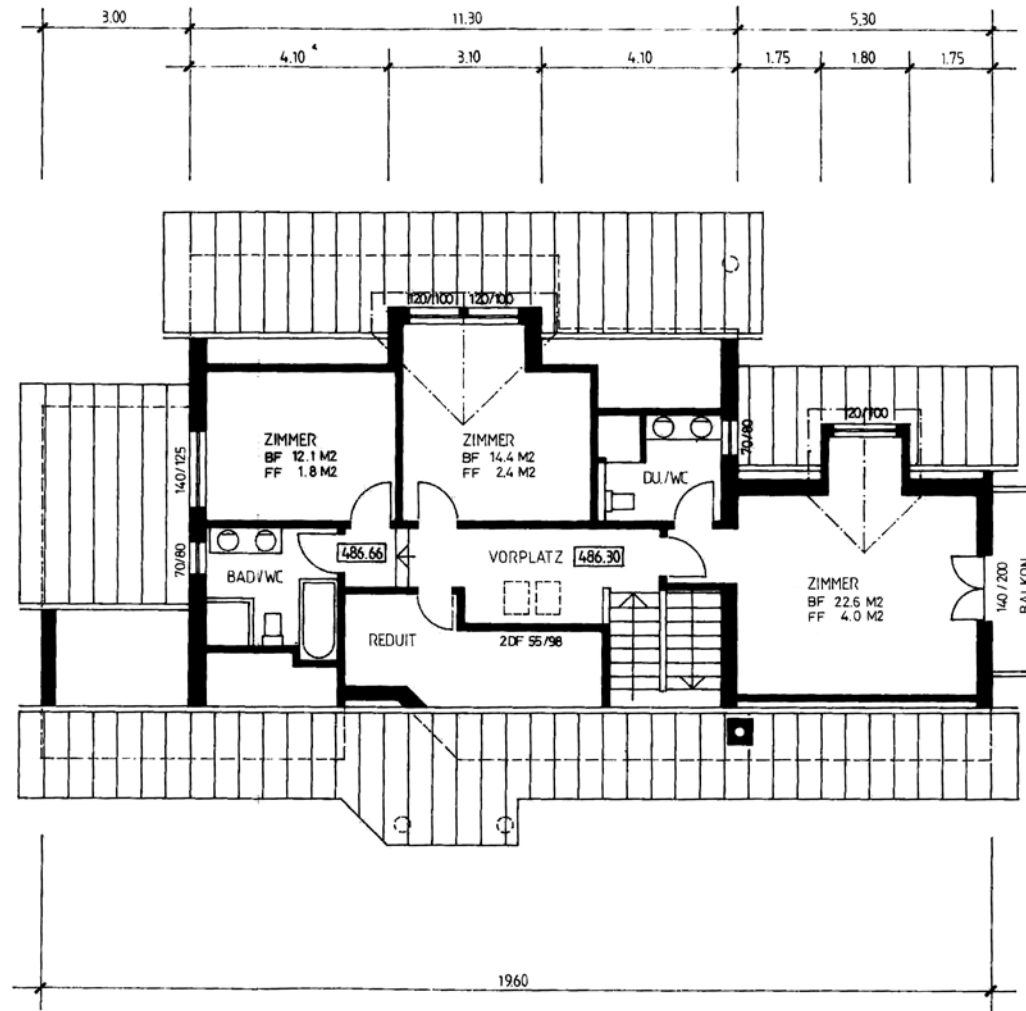 3.00 11.30 5.30
4.10 3.10 4.10 1.75 1.80 1.75
120/100 120/100
ZIMMER
BF 12.1 M2
FF 1.8 M2
ZIMMER
BF 14.4 M2
FF 2.4 M2
DU./WC
70/80
120/100
140/125
70/80
BAD/WC
486.66
VORPLATZ 486.30
REDUIT
2DF 55/98
ZIMMER
BF 22.6 M2
FF 4.0 M2
140/200
BALKON
19.60